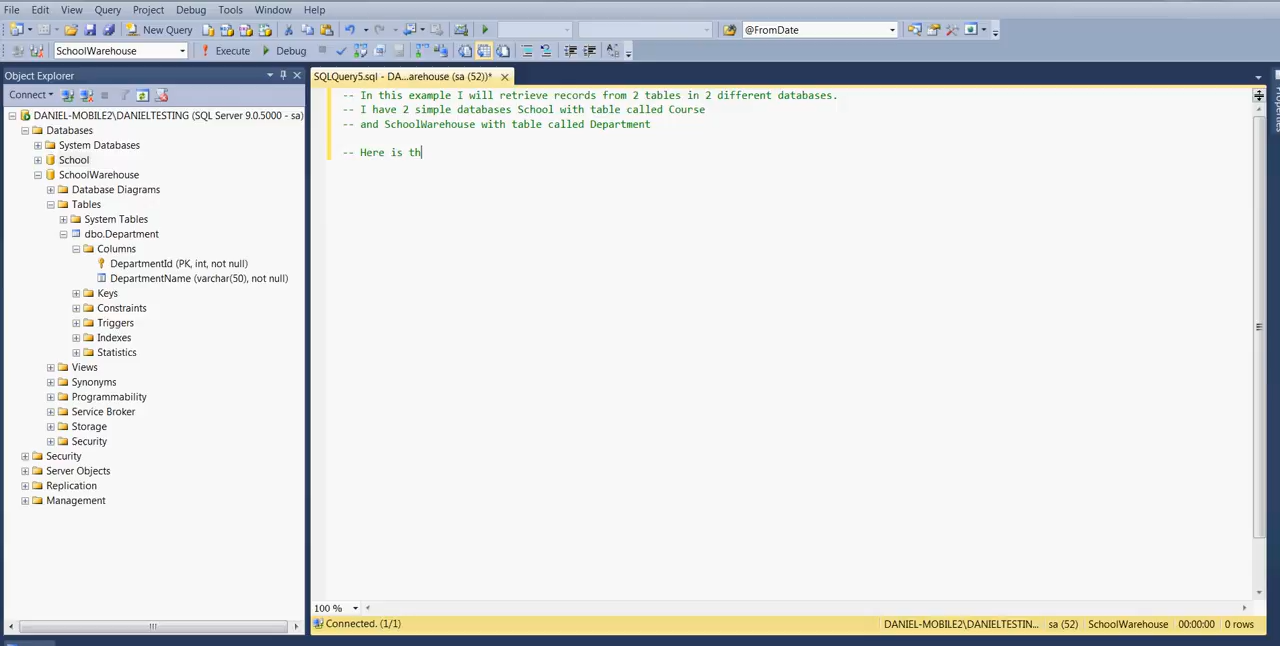 File Edit View Query Project Debug Tools Window Help
New Query @FromDate
SchoolWarehouse Execute Debug
Object Explorer
SQLQuery5.sql - DA...arehouse (sa (52))*
Connect
DANIEL-MOBILE2\DANIELTESTING (SQL Server 9.0.5000 - sa)
Databases
System Databases
School
SchoolWarehouse
Database Diagrams
Tables
System Tables
dbo.Department
Columns
DepartmentId (PK, int, not null)
DepartmentName (varchar(50), not null)
Keys
Constraints
Triggers
Indexes
Statistics
Views
Synonyms
Programmability
Service Broker
Storage
Security
Security
Server Objects
Replication
Management
-- In this example I will retrieve records from 2 tables in 2 different databases.
-- I have 2 simple databases School with table called Course
-- and SchoolWarehouse with table called Department
-- Here is th
100 %
Connected. (1/1) DANIEL-MOBILE2\DANIELTESTIN... sa (52) SchoolWarehouse 00:00:00 0 rows